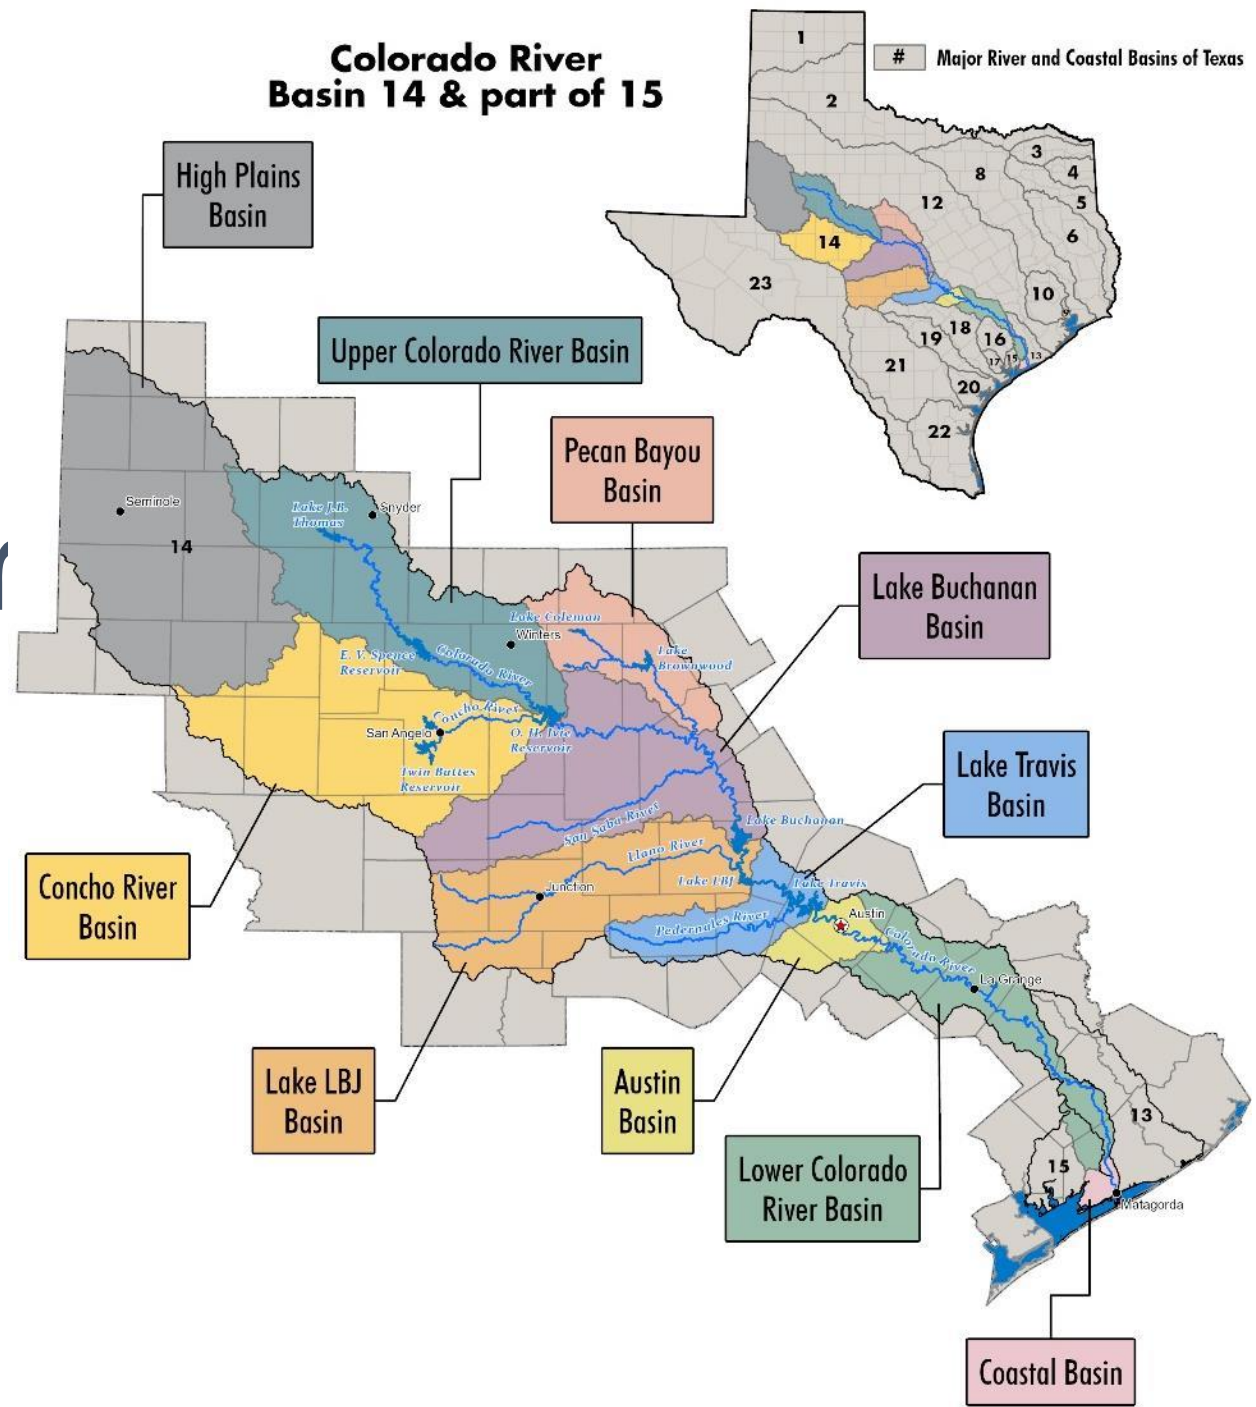 Colorado River
Basin 14 & part of 15
# Major River and Coastal Basins of Texas
1
2
3
4
5
6
8
9
10
12
14
23
18
19
16
21
17
15
13
20
22
High Plains
Basin
Upper Colorado River Basin
Pecan Bayou
Basin
Lake Buchanan
Basin
Lake Travis
Basin
Concho River
Basin
Lake LBJ
Basin
Austin
Basin
Lower Colorado
River Basin
Coastal Basin
Seminole
14
Lake J.B.
Thomas
Snyder
Lake Coleman
Winters
Lake
Brownwood
E. V. Spence
Reservoir
Colorado River
Concho River
San Angelo
O. H. Ivie
Reservoir
Twin Buttes
Reservoir
San Saba River
Lake Buchanan
Llano River
Junction
Lake LBJ
Lake Travis
Pedernales River
Austin
Colorado River
La Grange
13
15
Matagorda